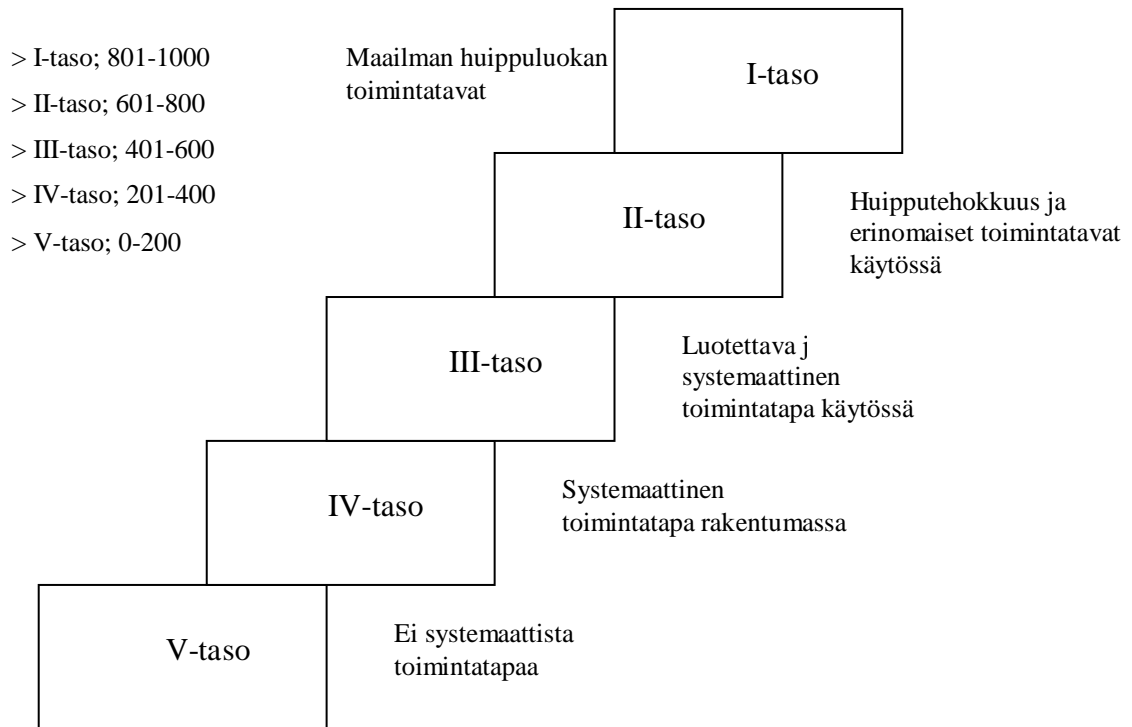 > I-taso; 801-1000
> II-taso; 601-800
> III-taso; 401-600
> IV-taso; 201-400
> V-taso; 0-200
Maailman huippuluokan
toimintatavat
I-taso
II-taso
Huipputehokkuus ja
erinomaiset toimintatavat
käytössä
III-taso
Luotettava j
systemaattinen
toimintatapa käytössä
IV-taso
Systemaattinen
toimintatapa rakentumassa
V-taso
Ei systemaattista
toimintatapaa